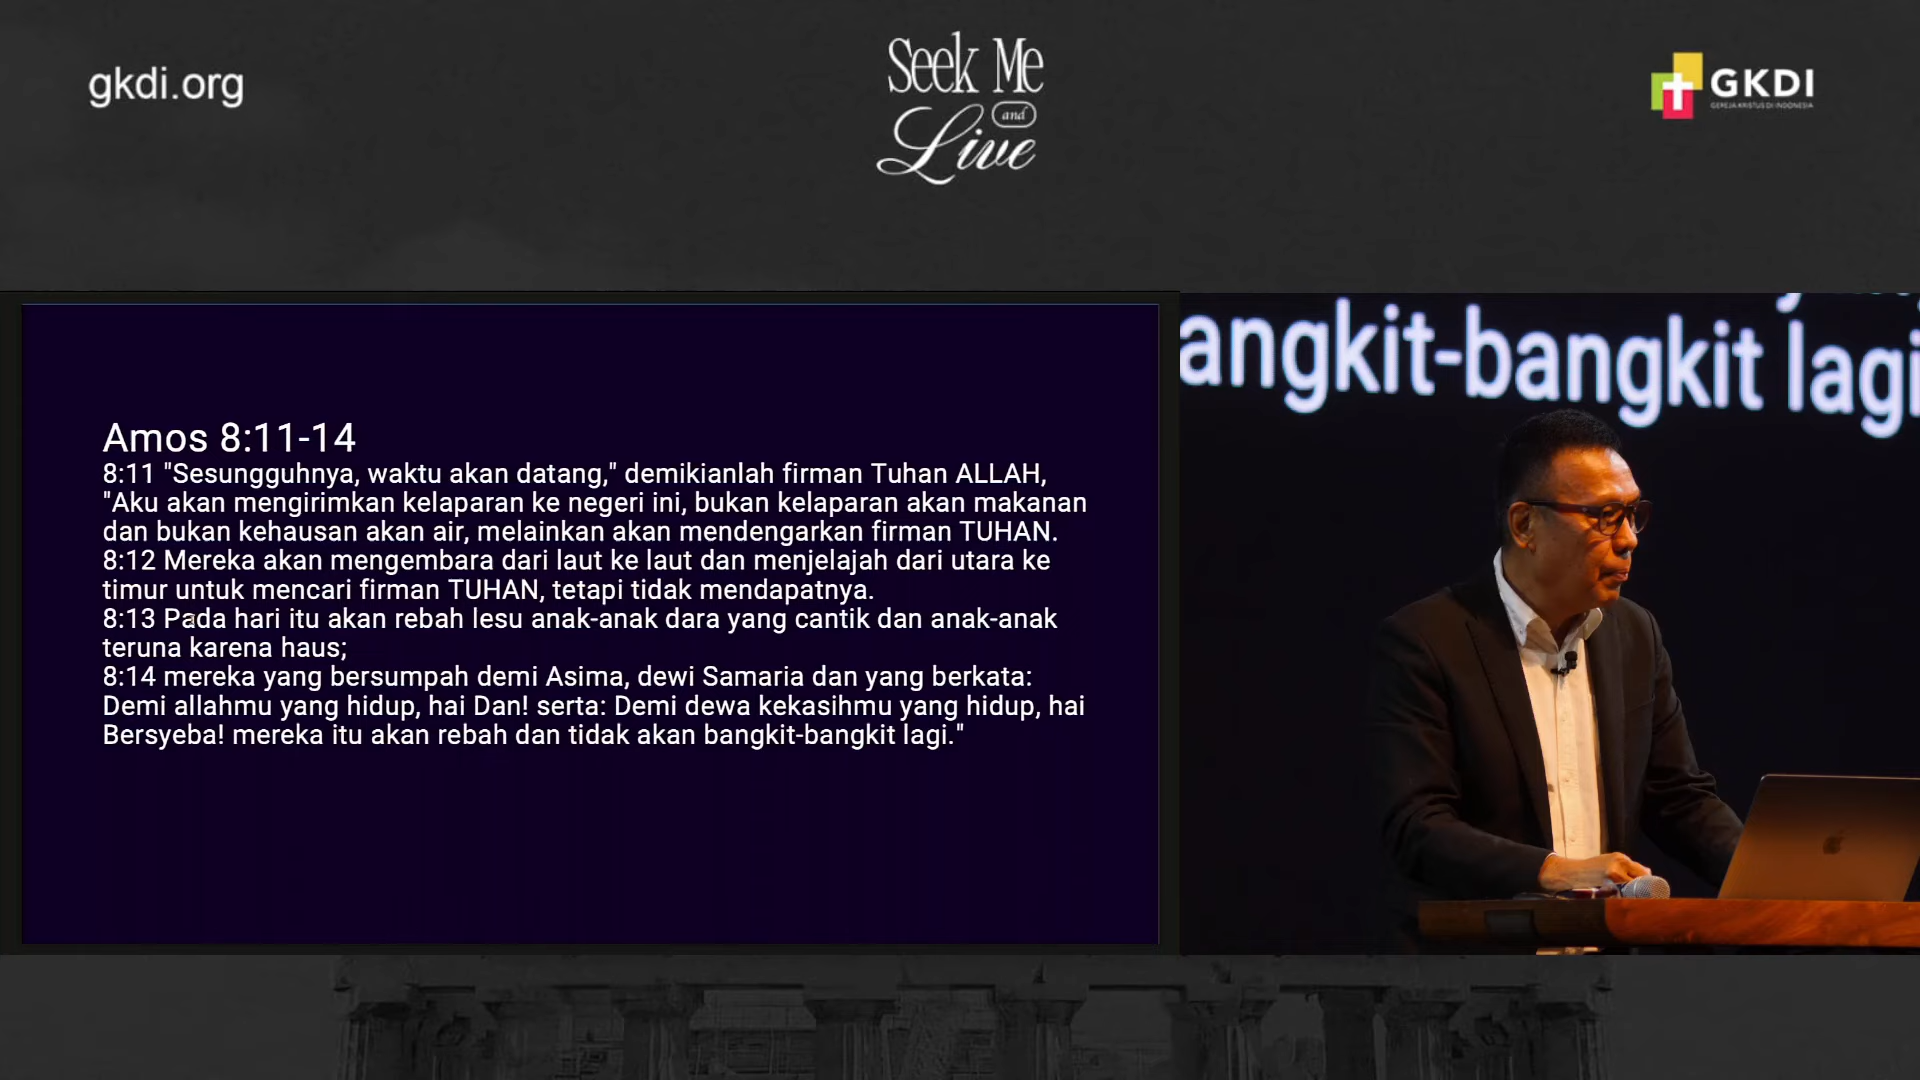 gkdi.org
Seek Me
and
Live
GKDI
GEREJA KRISTUS DI INDONESIA
Amos 8:11-14
8:11 "Sesungguhnya, waktu akan datang," demikianlah firman Tuhan ALLAH,
"Aku akan mengirimkan kelaparan ke negeri ini, bukan kelaparan akan makanan
dan bukan kehausan akan air, melainkan akan mendengarkan firman TUHAN.
8:12 Mereka akan mengembara dari laut ke laut dan menjelajah dari utara ke
timur untuk mencari firman TUHAN, tetapi tidak mendapatnya.
8:13 Pada hari itu akan rebah lesu anak-anak dara yang cantik dan anak-anak
teruna karena haus;
8:14 mereka yang bersumpah demi Asima, dewi Samaria dan yang berkata:
Demi allahmu yang hidup, hai Dan! serta: Demi dewa kekasihmu yang hidup, hai
Bersyeba! mereka itu akan rebah dan tidak akan bangkit-bangkit lagi."
angkit-bangkit lagi